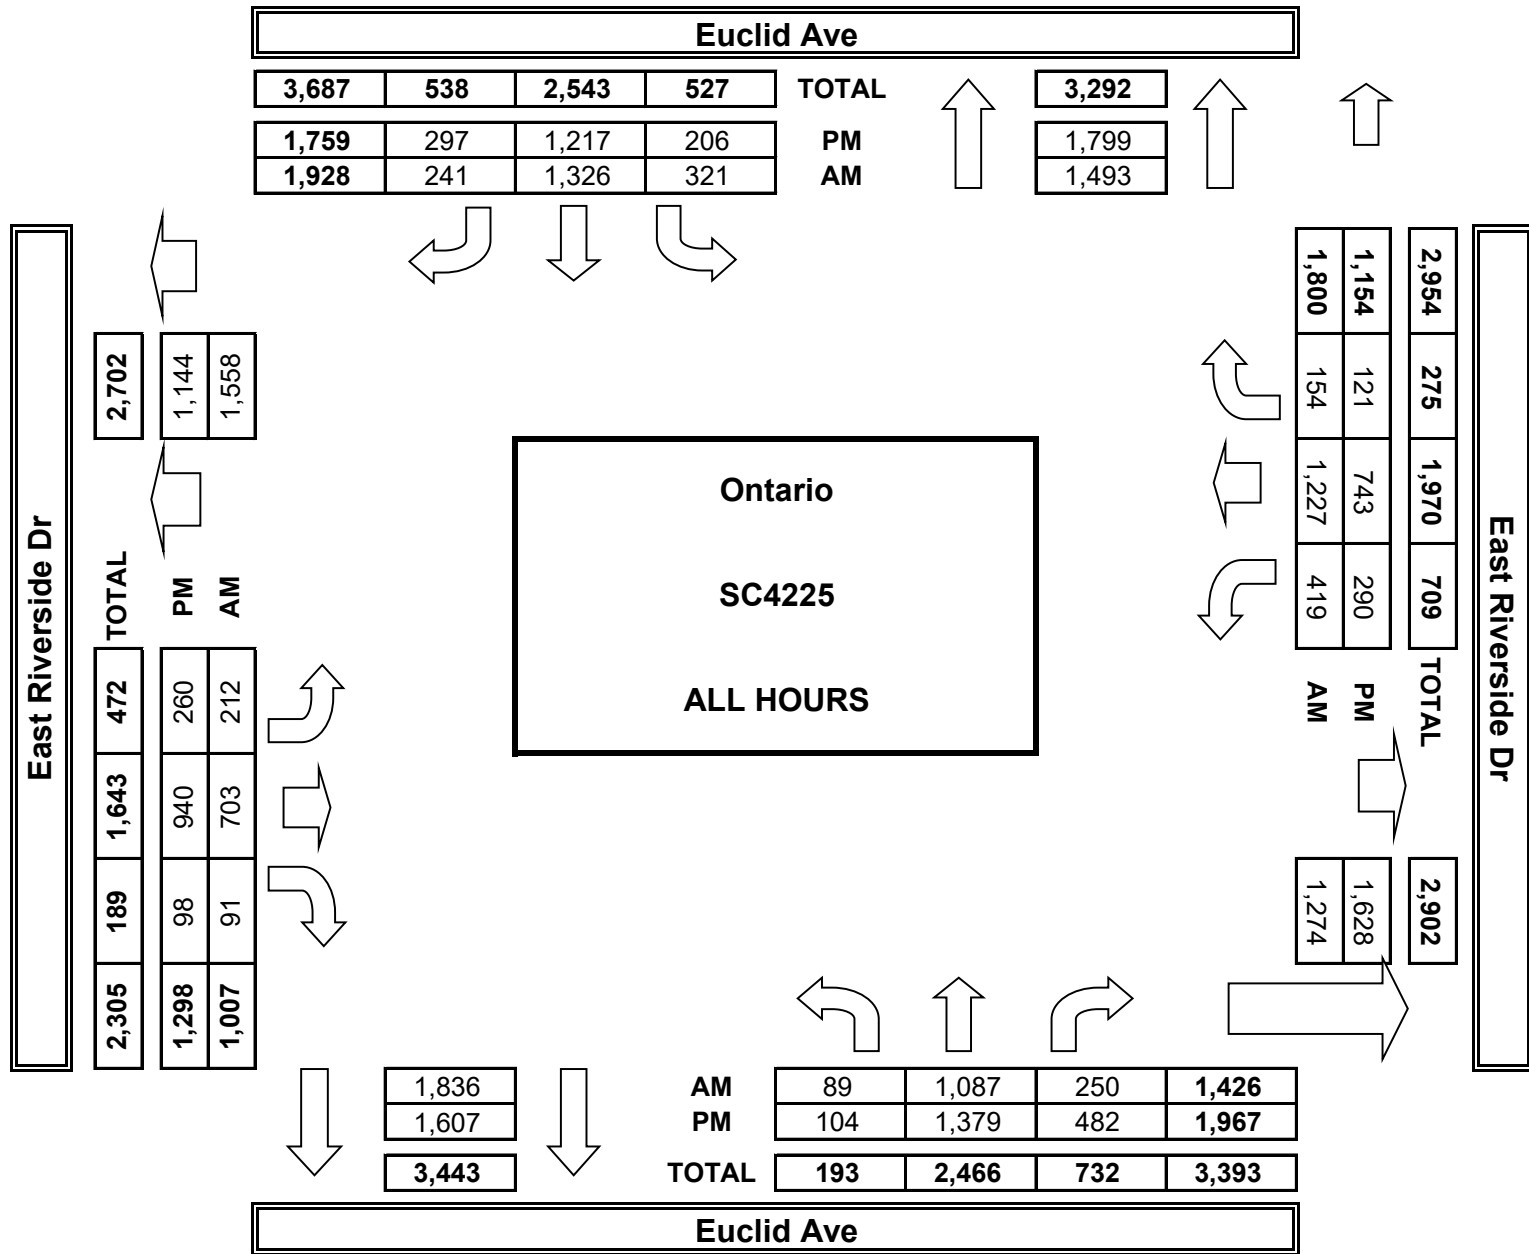 Euclid Ave
3,687 538 2,543 527 TOTAL 3,292
1,759 297 1,217 206 PM 1,799
1,928 241 1,326 321 AM 1,493
East Riverside Dr
2,702 1,144 1,558
TOTAL PM AM
472 260 212
1,643 940 703
189 98 91
2,305 1,298 1,007
Ontario
SC4225
ALL HOURS
1,800 1,154 2,954
154 121 275
1,227 743 1,970
419 290 709
AM PM TOTAL
1,274 1,628 2,902
East Riverside Dr
1,836 AM 89 1,087 250 1,426
1,607 PM 104 1,379 482 1,967
3,443 TOTAL 193 2,466 732 3,393
Euclid Ave